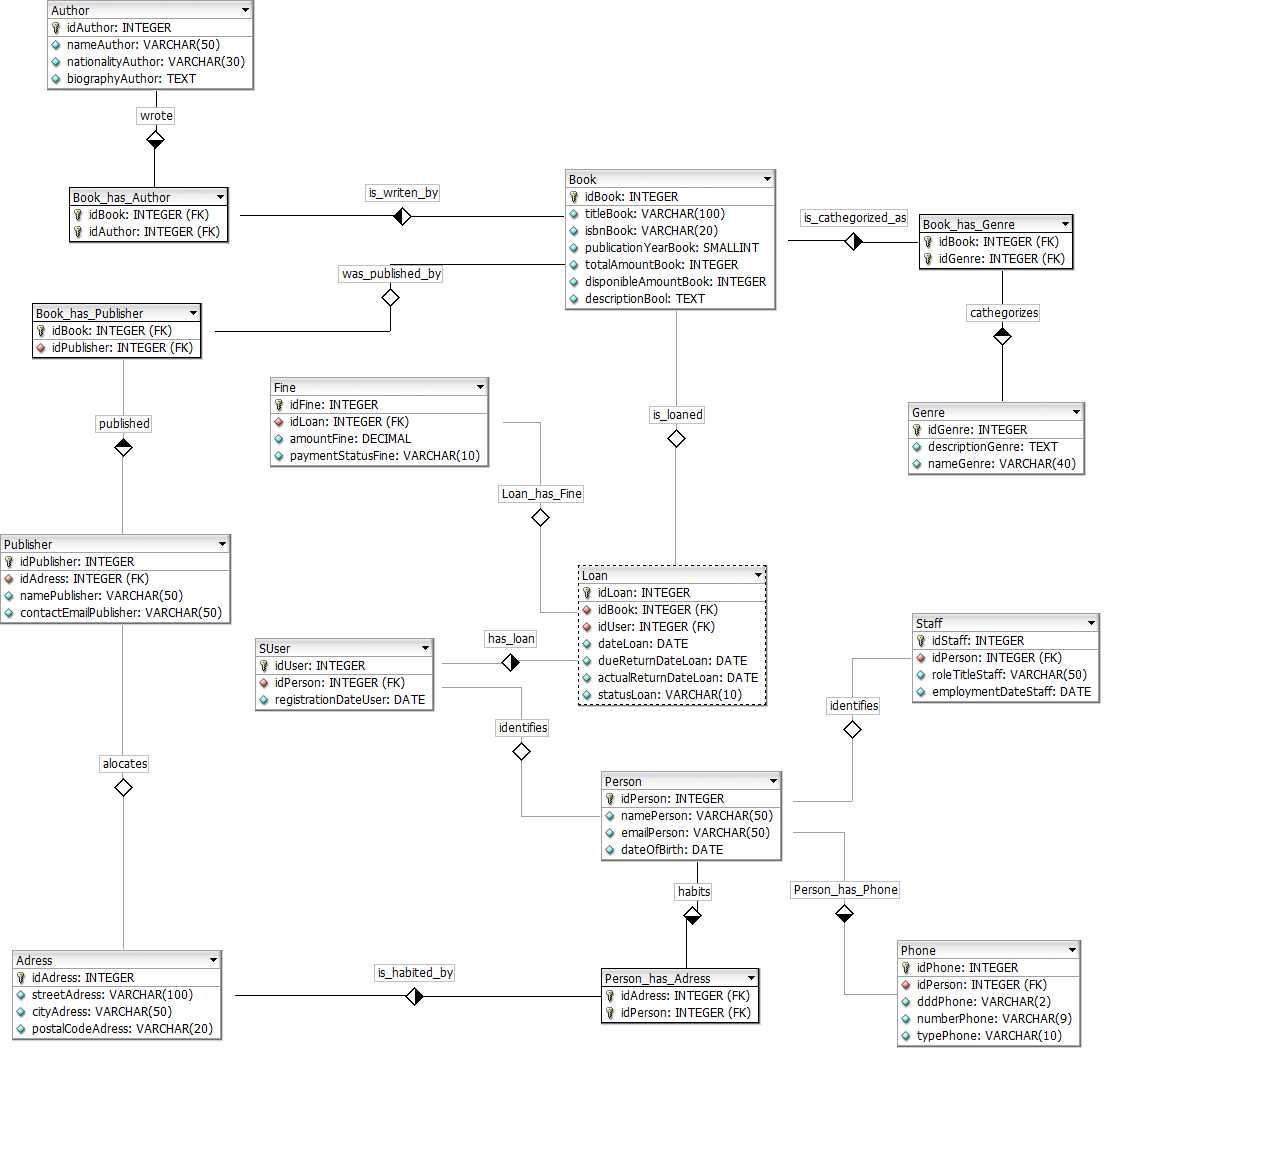 Author
idAuthor: INTEGER
nameAuthor: VARCHAR(50)
nationalityAuthor: VARCHAR(30)
biographyAuthor: TEXT
wrote
Book_has_Author
idBook: INTEGER (FK)
idAuthor: INTEGER (FK)
is_writen_by
Book
idBook: INTEGER
titleBook: VARCHAR(100)
isbnBook: VARCHAR(20)
publicationYearBook: SMALLINT
totalAmountBook: INTEGER
disponibleAmountBook: INTEGER
descriptionBool: TEXT
is_cathegorized_as
Book_has_Genre
idBook: INTEGER (FK)
idGenre: INTEGER (FK)
was_published_by
Book_has_Publisher
idBook: INTEGER (FK)
idPublisher: INTEGER (FK)
cathegorizes
Fine
idFine: INTEGER
idLoan: INTEGER (FK)
amountFine: DECIMAL
paymentStatusFine: VARCHAR(10)
is_loaned
Genre
idGenre: INTEGER
descriptionGenre: TEXT
nameGenre: VARCHAR(40)
published
Loan_has_Fine
Publisher
idPublisher: INTEGER
idAdress: INTEGER (FK)
namePublisher: VARCHAR(50)
contactEmailPublisher: VARCHAR(50)
Loan
idLoan: INTEGER
idBook: INTEGER (FK)
idUser: INTEGER (FK)
dateLoan: DATE
dueReturnDateLoan: DATE
actualReturnDateLoan: DATE
statusLoan: VARCHAR(10)
has_loan
SUser
idUser: INTEGER
idPerson: INTEGER (FK)
registrationDateUser: DATE
Staff
idStaff: INTEGER
idPerson: INTEGER (FK)
roleTitleStaff: VARCHAR(50)
employmentDateStaff: DATE
identifies
identifies
alocates
Person
idPerson: INTEGER
namePerson: VARCHAR(50)
emailPerson: VARCHAR(50)
dateOfBirth: DATE
habits
Person_has_Phone
Adress
idAdress: INTEGER
streetAdress: VARCHAR(100)
cityAdress: VARCHAR(50)
postalCodeAdress: VARCHAR(20)
is_habited_by
Person_has_Adress
idAdress: INTEGER (FK)
idPerson: INTEGER (FK)
Phone
idPhone: INTEGER
idPerson: INTEGER (FK)
dddPhone: VARCHAR(2)
numberPhone: VARCHAR(9)
typePhone: VARCHAR(10)